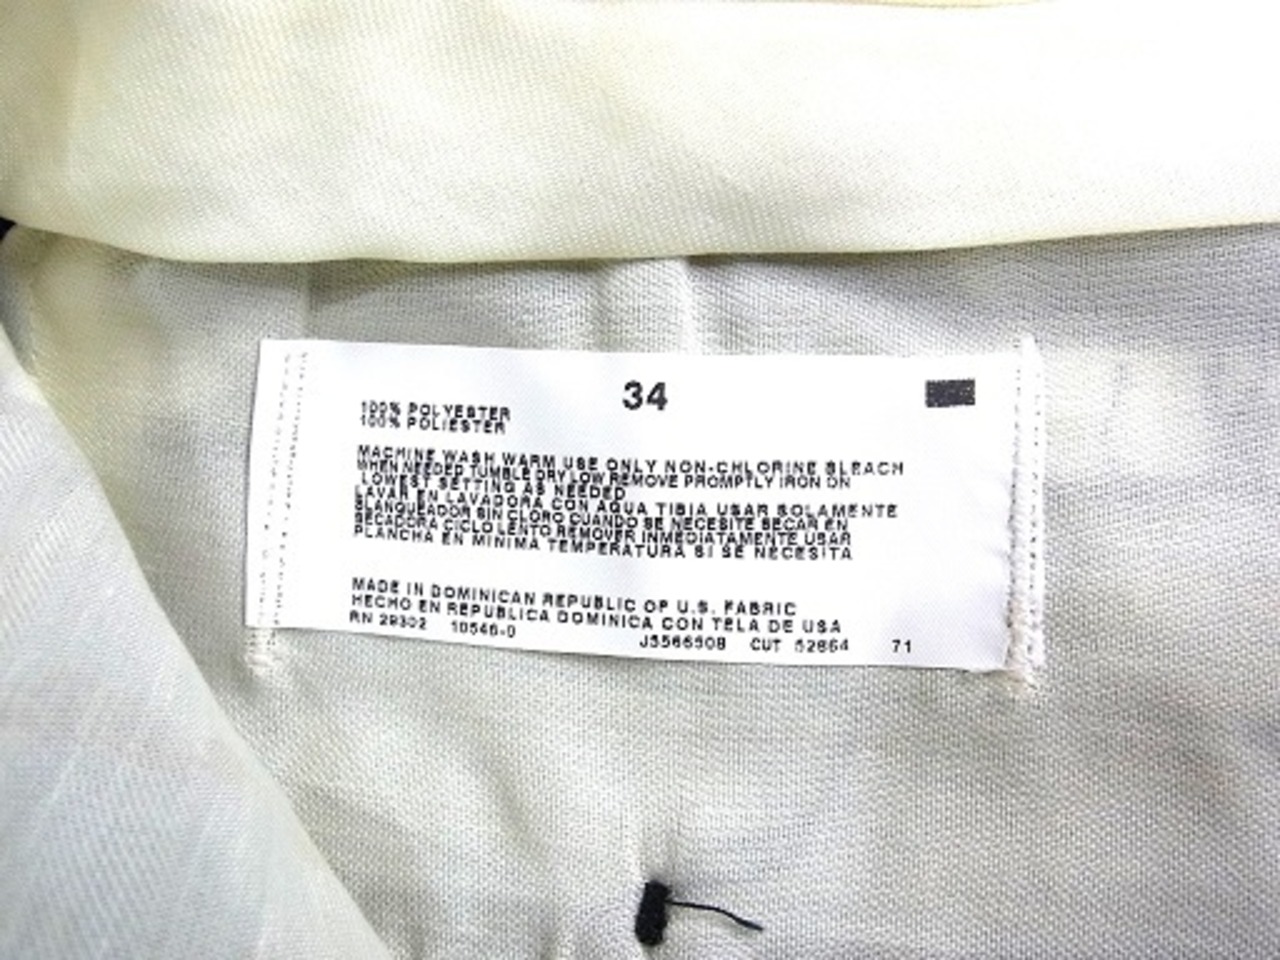 34
100% POLYESTER
100% POLIESTER
MACHINE WASH WARM USE ONLY NON-CHLORINE BLEACH
WHEN NEEDED TUMBLE DRY LOW REMOVE PROMPTLY IRON ON
LOWEST SETTING AS NEEDED
LAVAR EN LAVADORA CON AQUA TIBIA USAR SOLAMENTE
BLANQUEADOR SIN CLORO CUANDO SE NECESITE SECAR EN
SECADORA CICLO LENTO REMOVER INMEDIATAMENTE USAR
PLANCHA EN MINIMA TEMPERATURA SI SE NECESITA
MADE IN DOMINICAN REPUBLIC OF U.S. FABRIC
HECHO EN REPUBLICA DOMINICA CON TELA DE USA
RN 29302 10546-0 CUT 52864 71